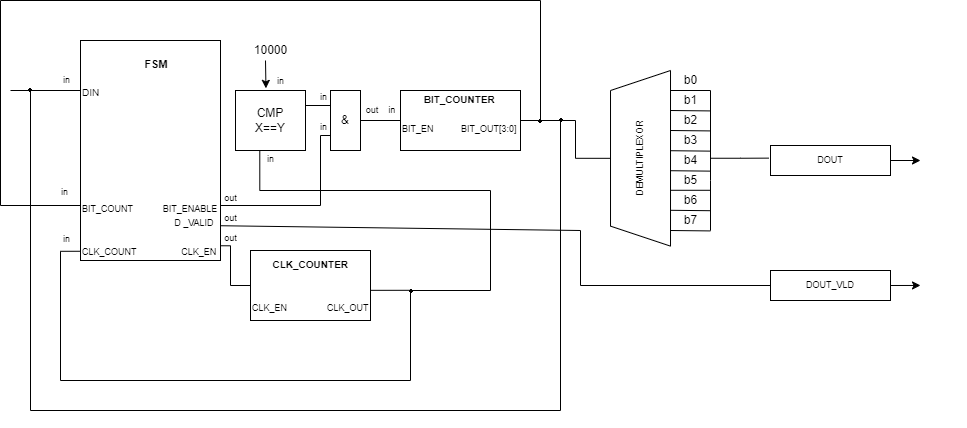 10000
FSM
in
DIN
in
BIT_COUNT
in
CLK_COUNT
BIT_ENABLE
out
D_VALID
out
CLK_EN
out
in
CMP
X==Y
in
in
in
&
out
in
BIT_COUNTER
BIT_EN
BIT_OUT[3:0]
CLK_COUNTER
CLK_EN
CLK_OUT
DEMULTIPLEXOR
b0
b1
b2
b3
b4
b5
b6
b7
DOUT
DOUT_VLD